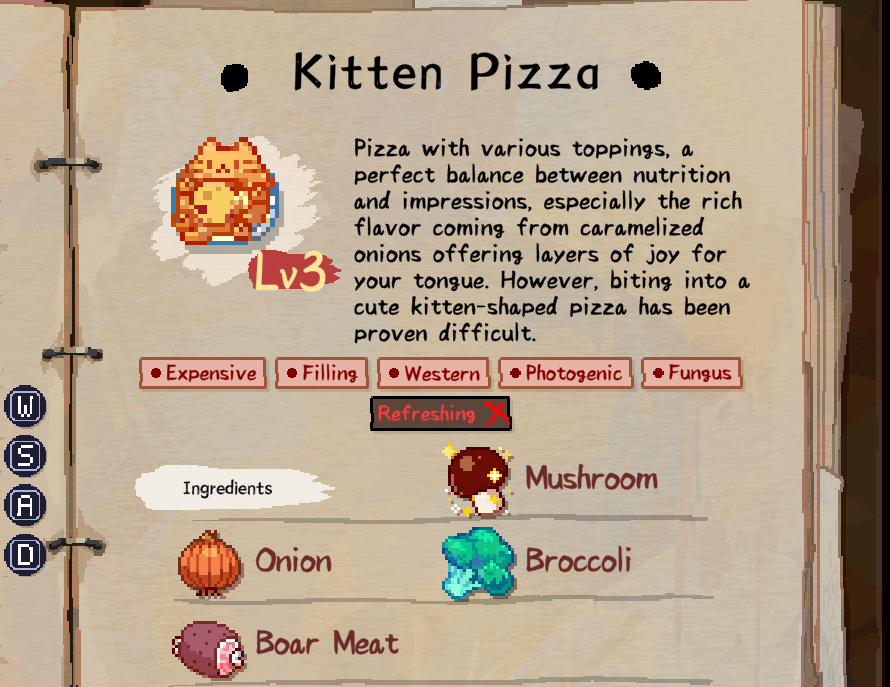 Kitten Pizza
Pizza with various toppings, a
perfect balance between nutrition
and impressions, especially the rich
flavor coming from caramelized
onions offering layers of joy for
your tongue. However, biting into a
cute kitten-shaped pizza has been
proven difficult.
Lv3
Expensive Filling Western Photogenic Fungus
Refreshing
Ingredients Mushroom
Onion Broccoli
Boar Meat
W
S
A
D